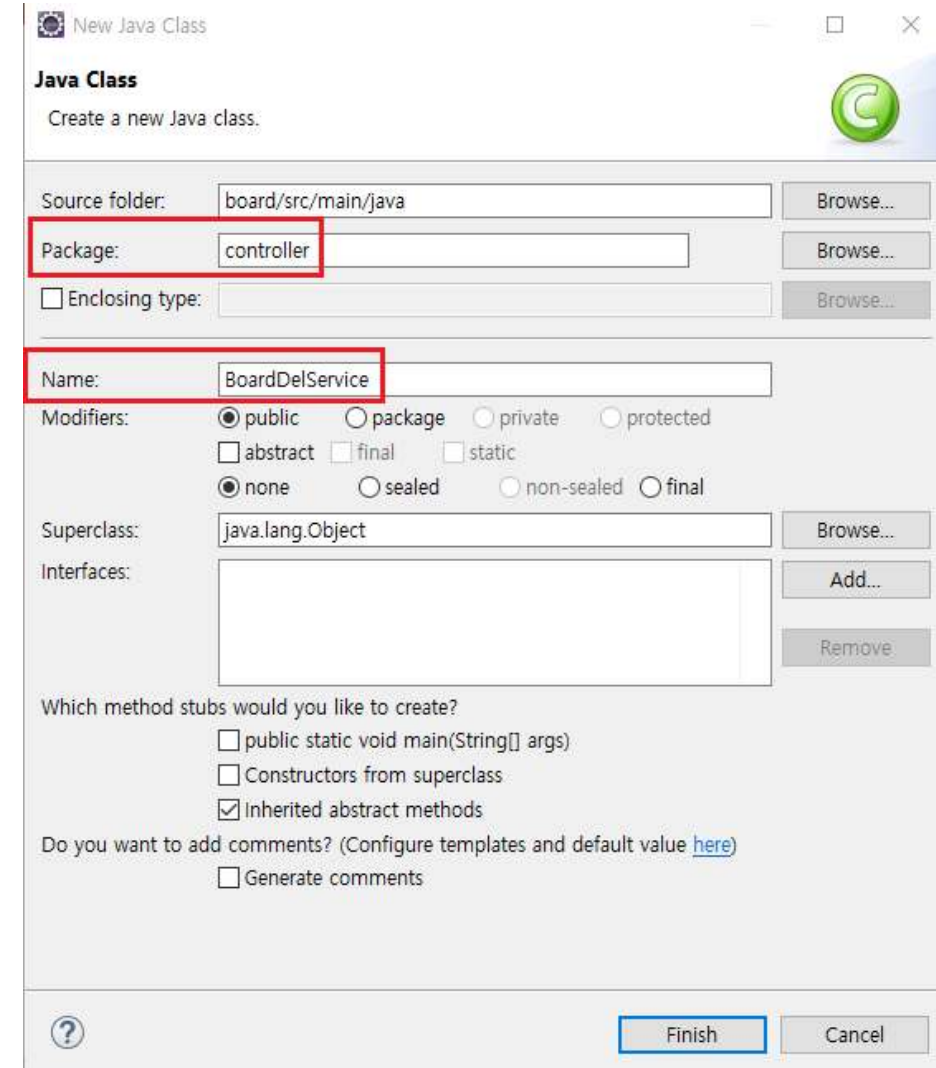 New Java Class
Java Class
Create a new Java class.
Source folder: board/src/main/java Browse...
Package: controller Browse...
Enclosing type: Browse...
Name: BoardDelService
Modifiers: public package private protected
abstract final static
none sealed non-sealed final
Superclass: java.lang.Object Browse...
Interfaces: Add...
Remove
Which method stubs would you like to create?
public static void main(String[] args)
Constructors from superclass
Inherited abstract methods
Do you want to add comments? (Configure templates and default value here)
Generate comments
Finish Cancel